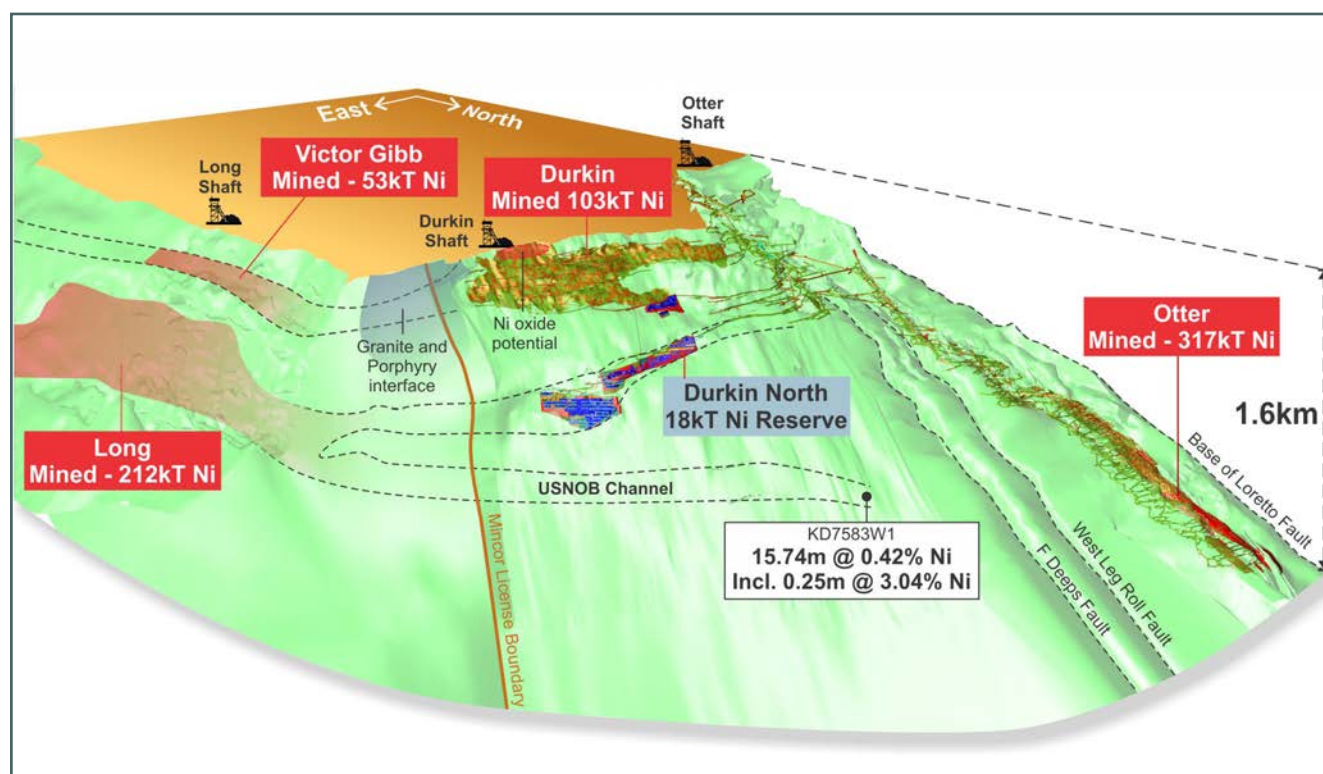 East
North
Otter
Shaft
Victor Gibb
Mined - 53kT Ni
Long
Shaft
Durkin
Mined 103kT Ni
Durkin
Shaft
Ni oxide
potential
Granite and
Porphyry
interface
Otter
Mined - 317kT Ni
1.6km
Durkin North
18kT Ni Reserve
Long
Mined - 212kT Ni
USNOB Channel
KD7583W1
15.74m @ 0.42% Ni
Incl. 0.25m @ 3.04% Ni
Mincor License Boundary
F Deeps Fault
West Leg Roll Fault
Base of Loretto Fault